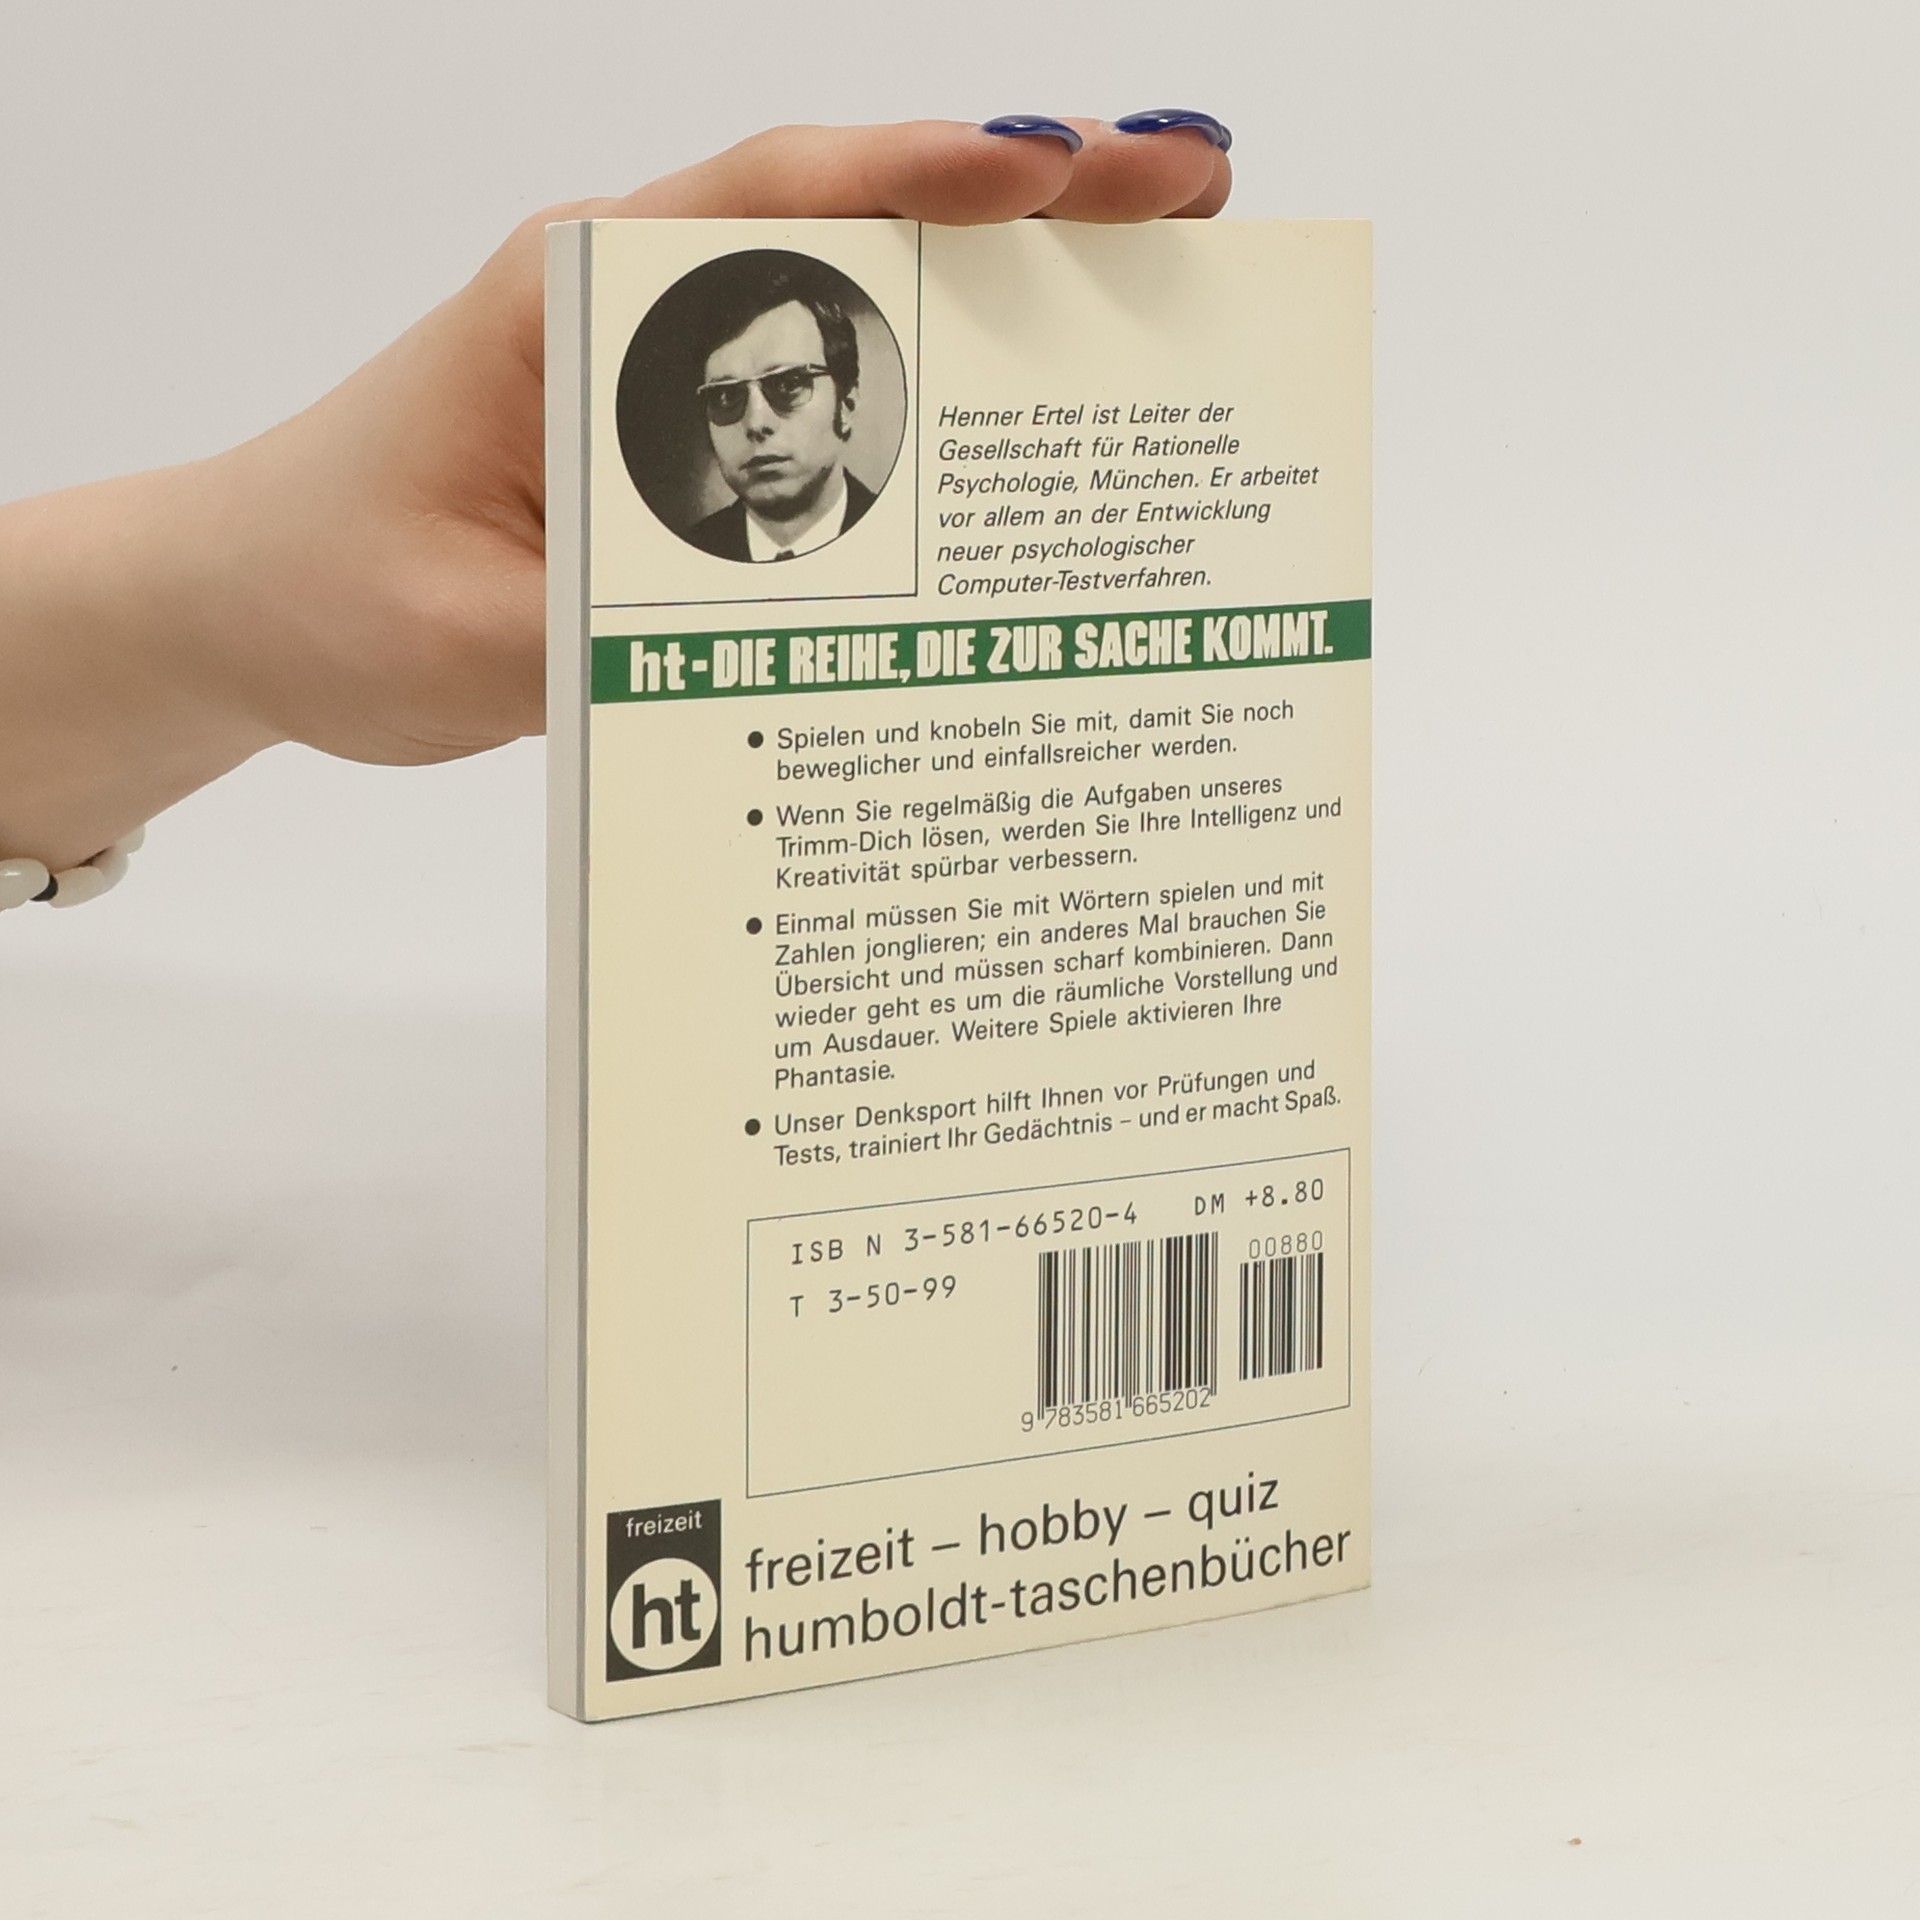 Henner Ertel ist Leiter der
Gesellschaft für Rationelle
Psychologie, München. Er arbeitet
vor allem an der Entwicklung
neuer psychologischer
Computer-Testverfahren.
ht-DIE REIHE, DIE ZUR SACHE KOMMT.
● Spielen und knobeln Sie mit, damit Sie noch
beweglicher und einfallsreicher werden.
● Wenn Sie regelmäßig die Aufgaben unseres
Trimm-Dich lösen, werden Sie Ihre Intelligenz und
Kreativität spürbar verbessern.
● Einmal müssen Sie mit Wörtern spielen und mit
Zahlen jonglieren; ein anderes Mal brauchen Sie
Übersicht und müssen scharf kombinieren. Dann
wieder geht es um die räumliche Vorstellung und
um Ausdauer. Weitere Spiele aktivieren Ihre
Phantasie.
● Unser Denksport hilft Ihnen vor Prüfungen und
Tests, trainiert Ihr Gedächtnis – und er macht Spaß.
ISB N 3-581-66520-4 DM +8.80
T 3-50-99
00880
9 783581 665202
freizeit
ht
freizeit – hobby – quiz
humboldt-taschenbücher